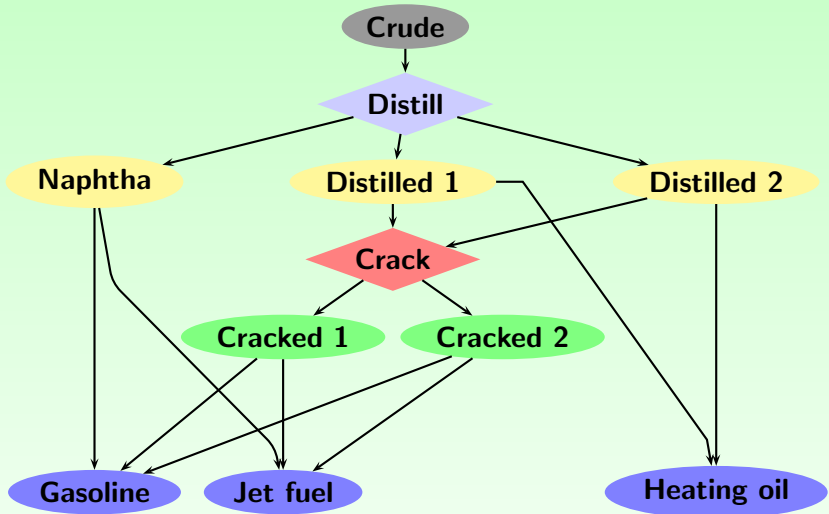 Crude
Distill
Naphtha
Distilled 1
Distilled 2
Crack
Cracked 1
Cracked 2
Gasoline
Jet fuel
Heating oil